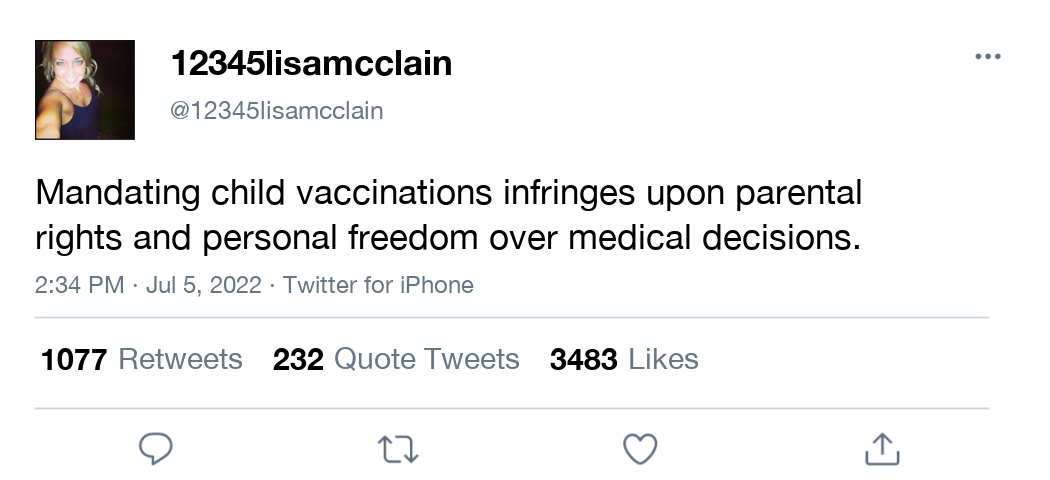 12345lisamcclain
@12345lisamcclain
Mandating child vaccinations infringes upon parental
rights and personal freedom over medical decisions.
2:34 PM · Jul 5, 2022 · Twitter for iPhone
1077 Retweets 232 Quote Tweets 3483 Likes